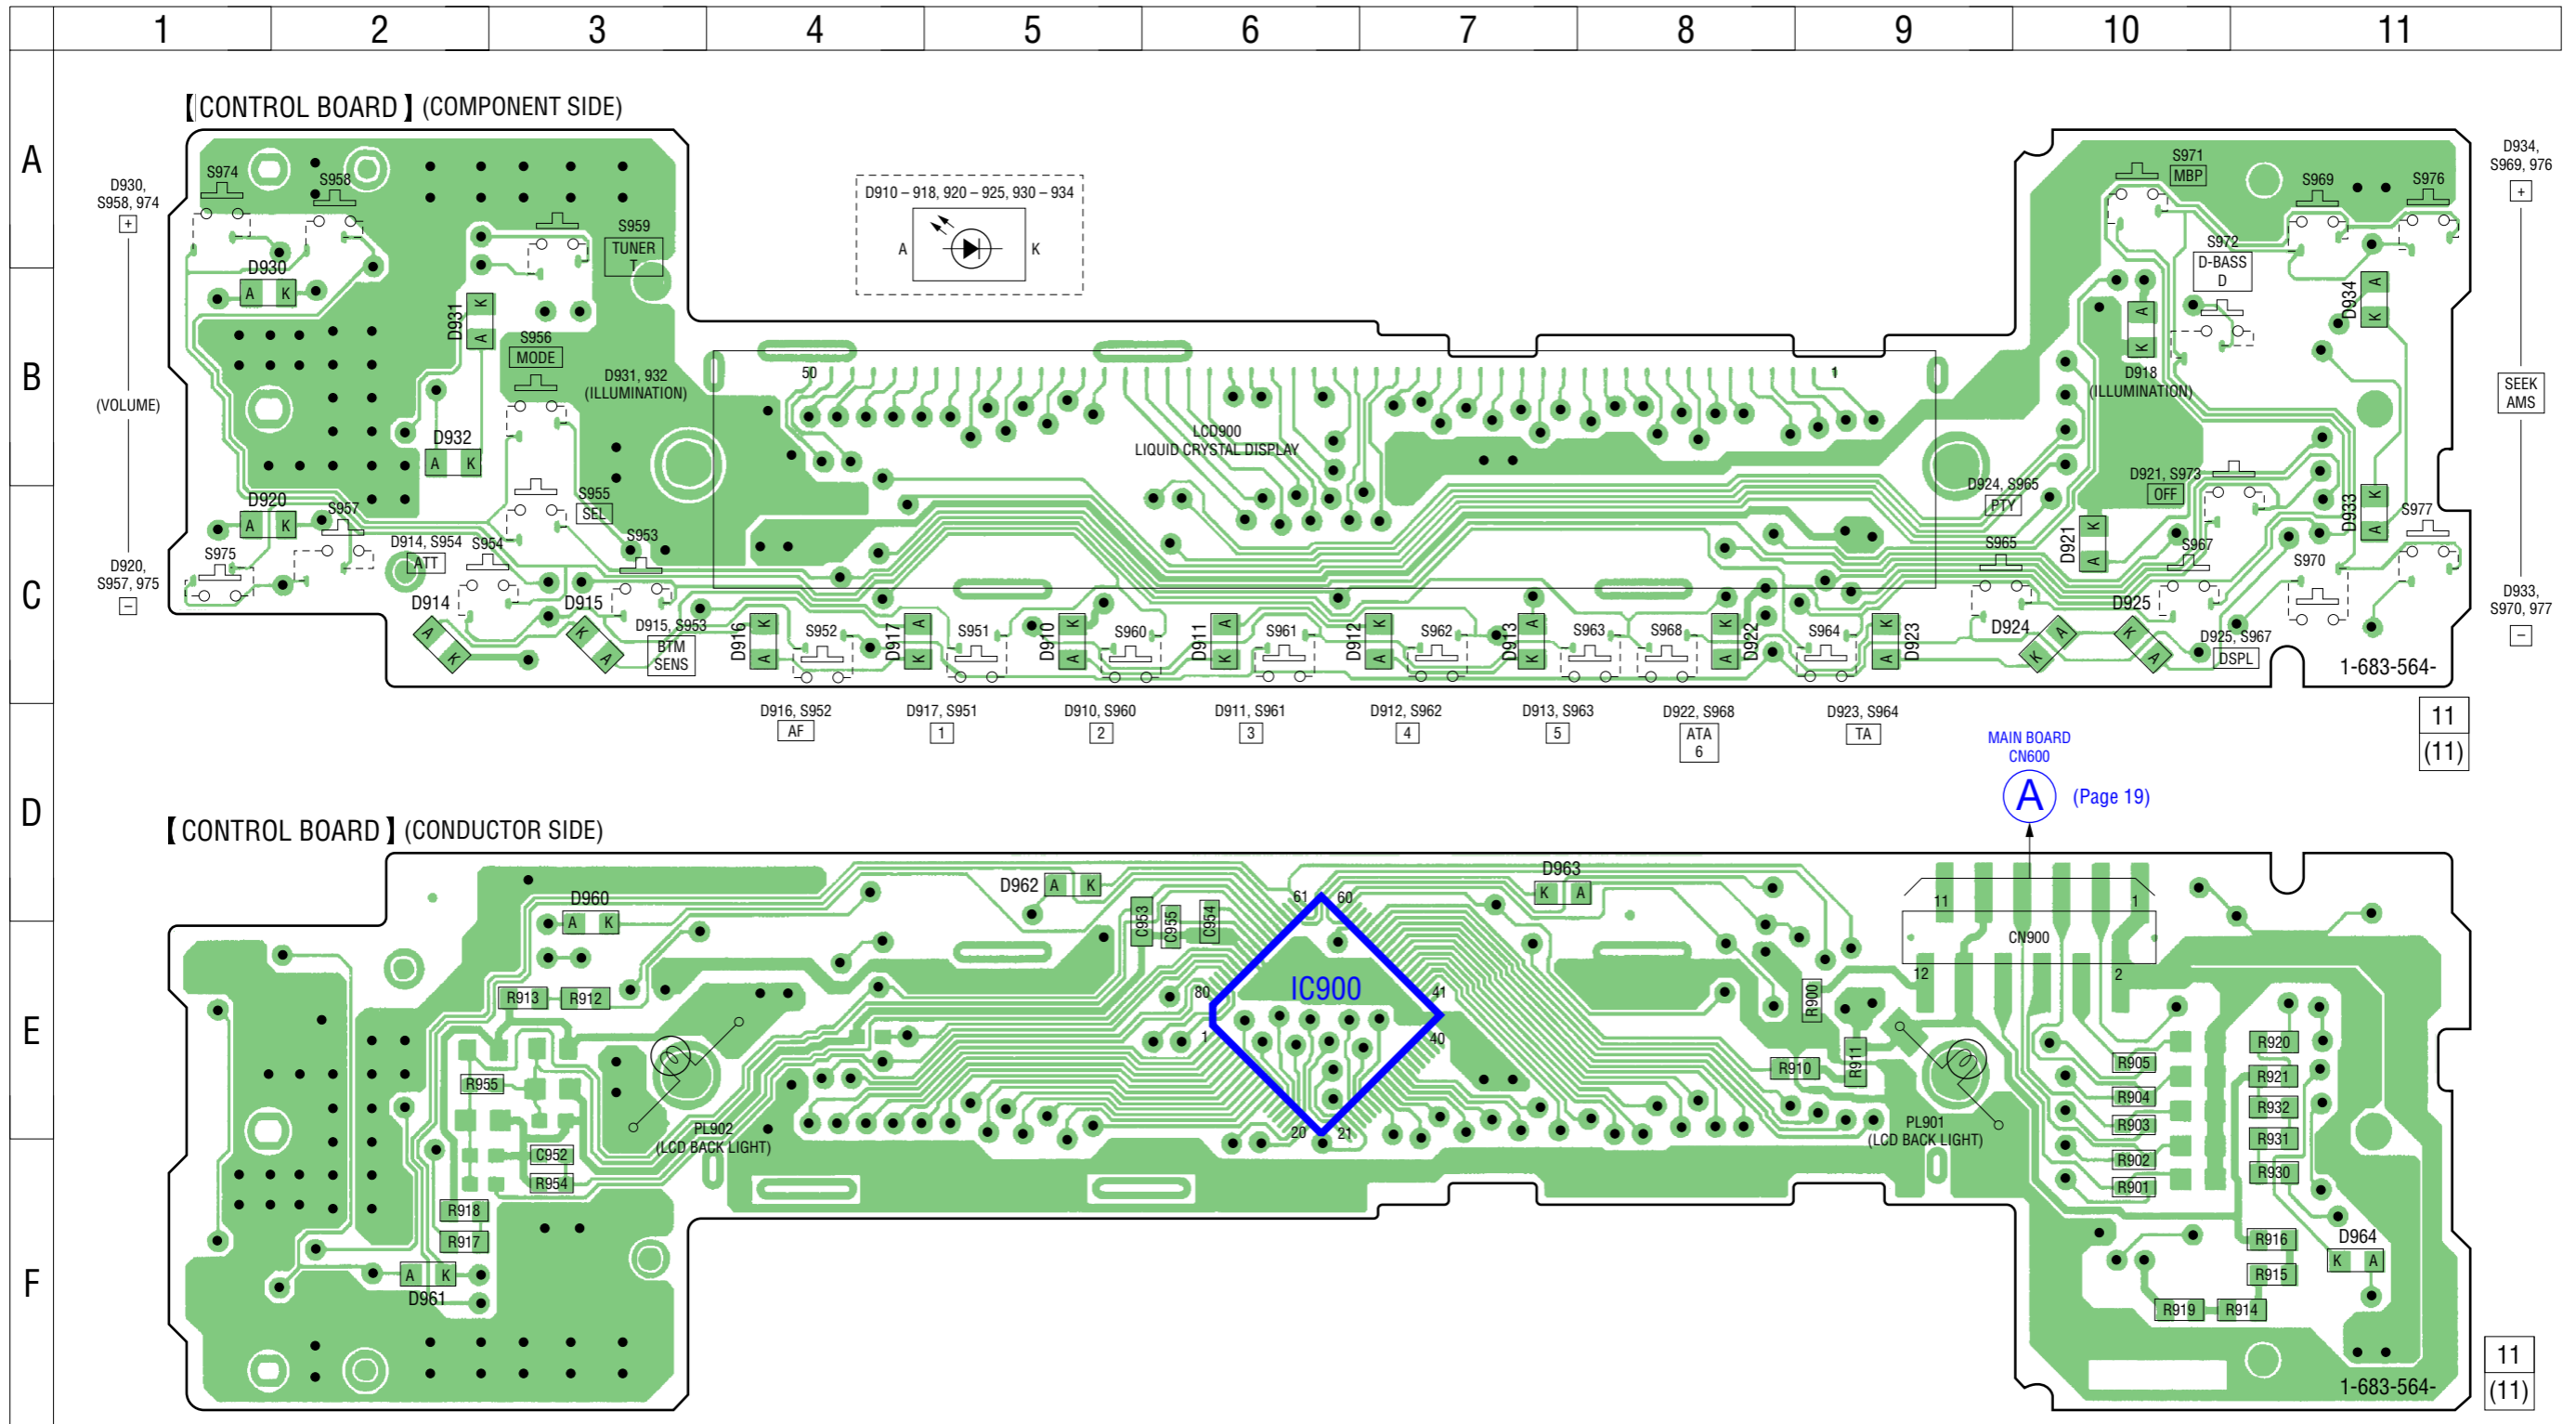 1 2 3 4 5 6 7 8 9 10 11
A
B
C
D
E
F
【CONTROL BOARD】(COMPONENT SIDE)
D930,
S958, 974
+
(VOLUME)
D920,
S957, 975
−
S974
S958
S959
TUNER
T
D930
D931
K
A
A K
S956
MODE
D931, 932
(ILLUMINATION)
D932
A K
D920
A K
S957
S955
SEL
S953
D914, S954
ATT
S954
S975
D914
A
K
D915
K
A
D915, S953
BTM
SENS
D910 – 918, 920 – 925, 930 – 934
A K
50
1
LCD900
LIQUID CRYSTAL DISPLAY
D916
K
A
S952
D917
A
K
S951
D910
K
A
S960
D911
A
K
S961
D912
K
A
S962
D913
A
K
S963
S968
D922
K
A
S964
D923
K
A
S971
MBP
S969
S976
S972
D-BASS
D
D934
A
K
A
K
D918
(ILLUMINATION)
D924, S965
PTY
D921, S973
OFF
D933
K
A
S977
S965
D921
K
A
S967
S970
D925
K
A
D924
A
K
D925, S967
DSPL
1-683-564-
D934,
S969, 976
+
SEEK
AMS
D933,
S970, 977
−
D916, S952
AF
D917, S951
1
D910, S960
2
D911, S961
3
D912, S962
4
D913, S963
5
D922, S968
ATA
6
D923, S964
TA
11
(11)
MAIN BOARD
CN600
A (Page 19)
【CONTROL BOARD】(CONDUCTOR SIDE)
D960
A K
D962 A K
C953
C955
C954
61 60
D963
K A
11 1
CN900
12 2
R913 R912
80
IC900
41
1
40
20 21
R900
R910
R911
R955
PL902
(LCD BACK LIGHT)
PL901
(LCD BACK LIGHT)
C952
R954
R918
R917
A K
D961
R905
R904
R903
R902
R901
R920
R921
R932
R931
R930
R916
R915
D964
K A
R919 R914
1-683-564-
11
(11)